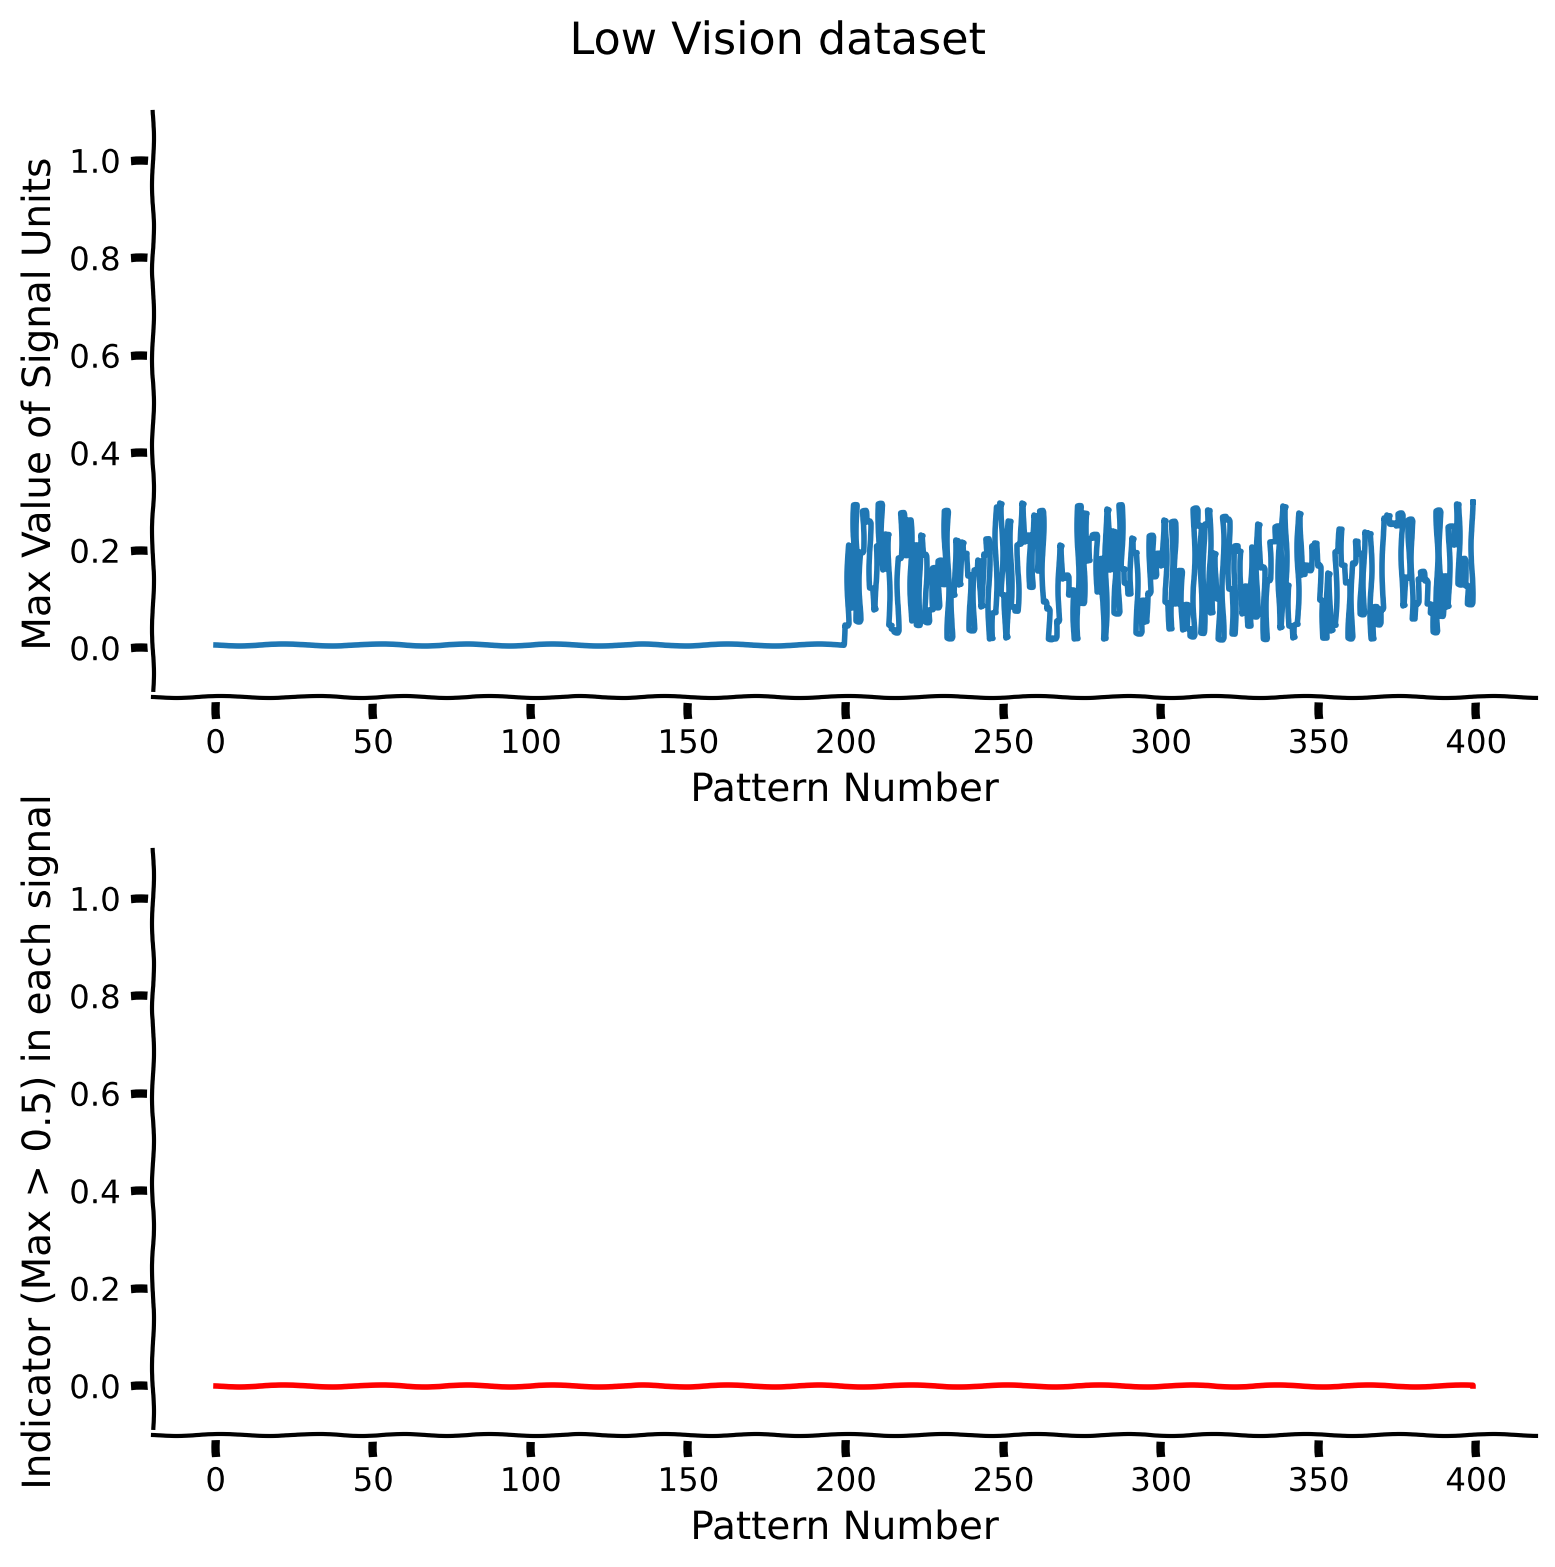 Low Vision dataset
Max Value of Signal Units
1.0
0.8
0.6
0.4
0.2
0.0
0 50 100 150 200 250 300 350 400
Pattern Number
Indicator (Max > 0.5) in each signal
1.0
0.8
0.6
0.4
0.2
0.0
0 50 100 150 200 250 300 350 400
Pattern Number